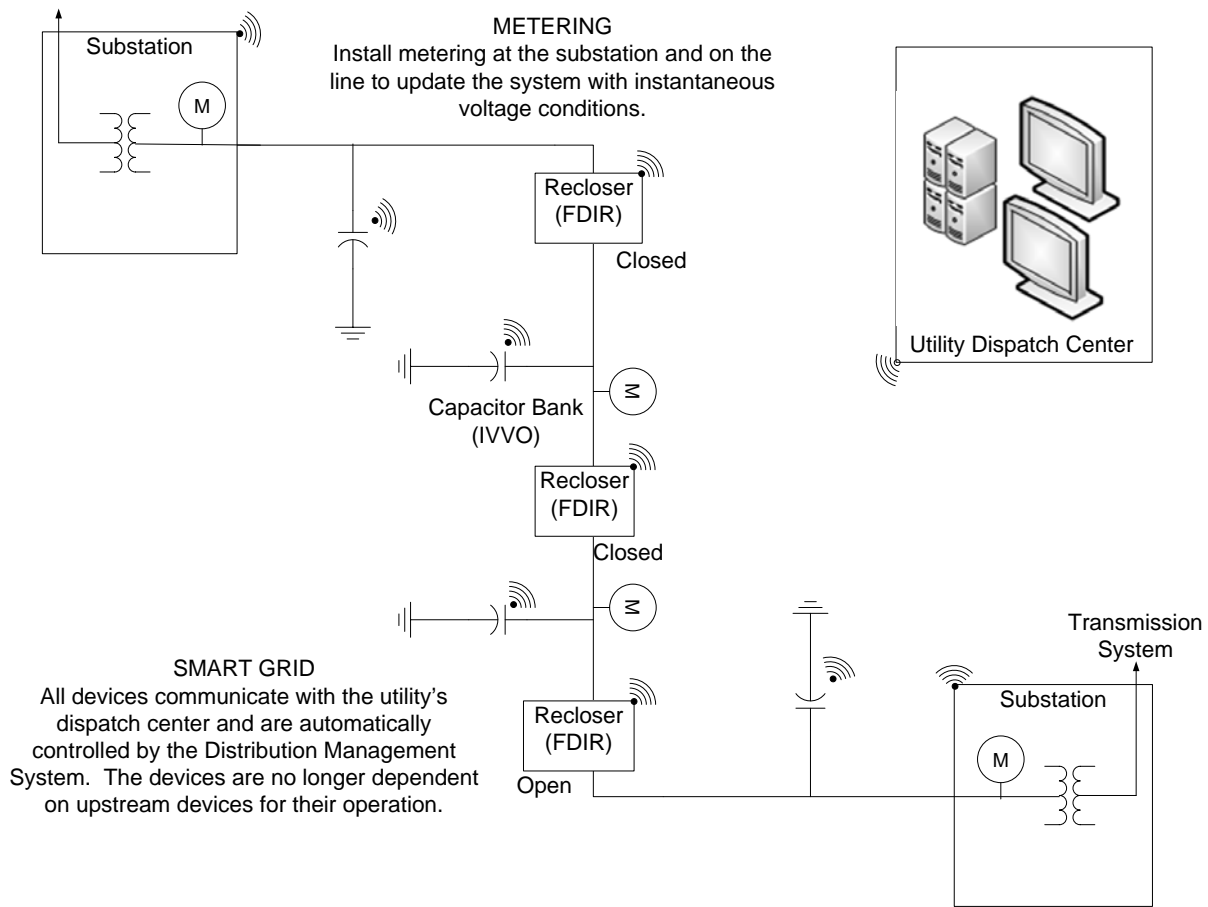 Substation
M
METERING
Install metering at the substation and on the
line to update the system with instantaneous
voltage conditions.
Recloser
(FDIR)
Closed
Utility Dispatch Center
Capacitor Bank
(IVVO)
M
Recloser
(FDIR)
Closed
M
SMART GRID
All devices communicate with the utility's
dispatch center and are automatically
controlled by the Distribution Management
System.  The devices are no longer dependent
on upstream devices for their operation.
Recloser
(FDIR)
Open
Transmission
System
Substation
M